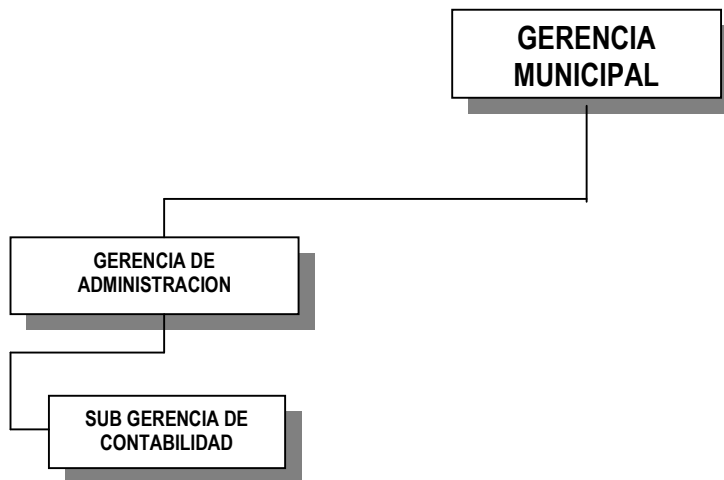 GERENCIA
MUNICIPAL
GERENCIA DE
ADMINISTRACION
SUB GERENCIA DE
CONTABILIDAD